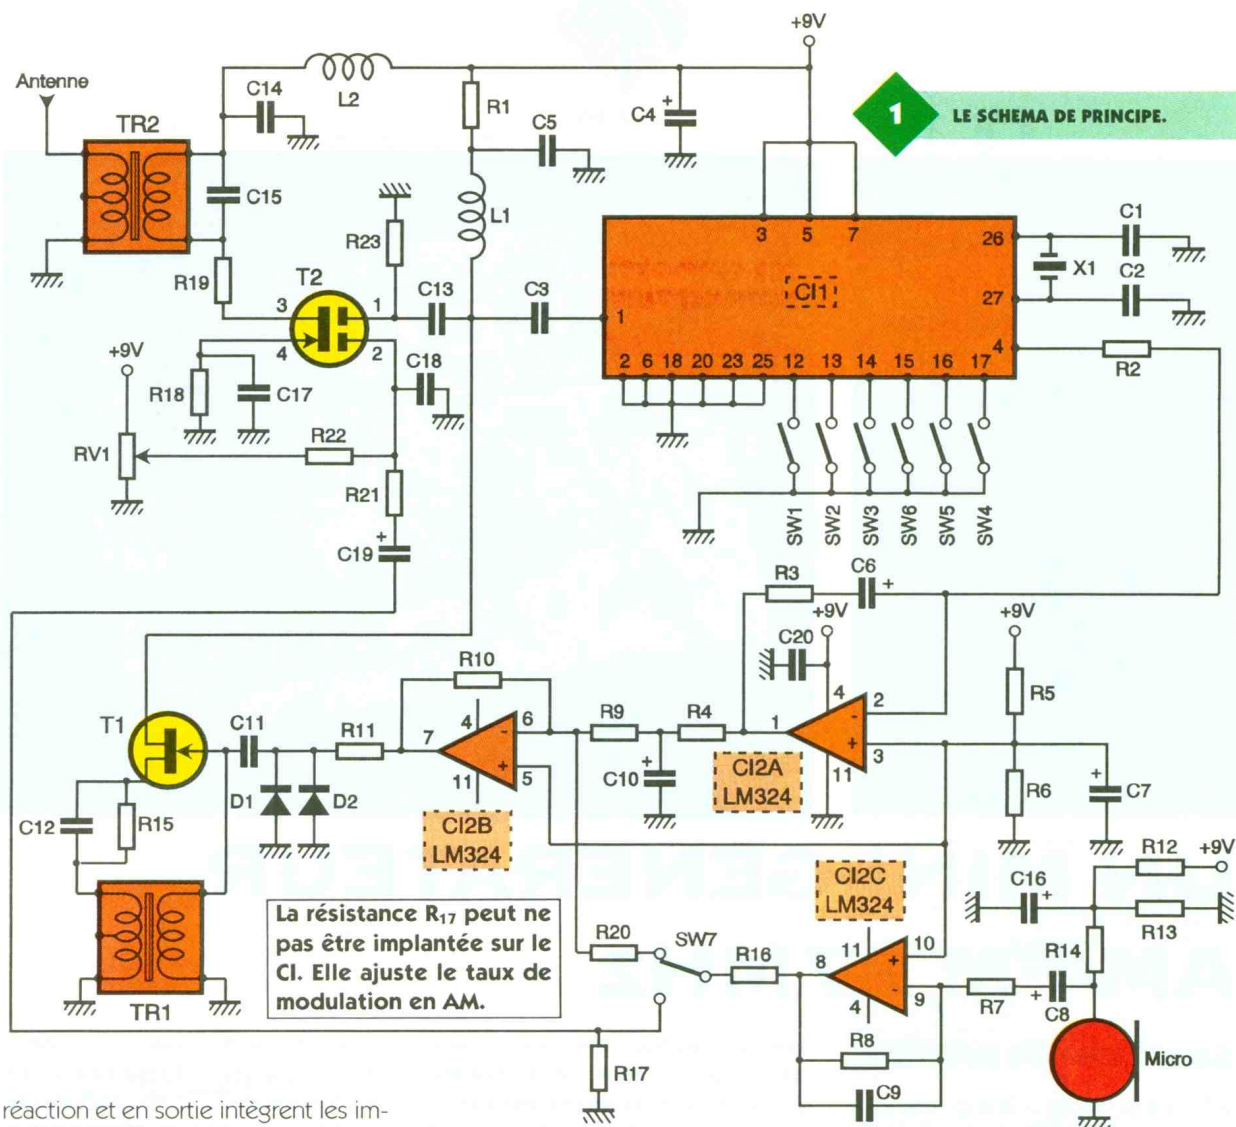 +9V
Antenne
TR2
C14
L2
R1
C4
+
C5
1
LE SCHEMA DE PRINCIPE.
C15
L1
R23
R19
T2
3
1
4
2
C13
C3
C18
C17
R18
+9V
RV1
R22
R21
+
C19
3
5
7
26
27
4
1
CI1
2
6
18
20
23
25
12
13
14
15
16
17
C1
X1
C2
R2
SW1
SW2
SW3
SW6
SW5
SW4
R3
C6
+
+9V
C20
+9V
R5
R10
T1
C11
R11
7
4
11
6
-
+
5
R9
R4
C10
+
1
4
2
-
+
3
11
CI2A
LM324
R6
+
C7
C12
R15
D1
D2
CI2B
LM324
R12
+9V
CI2C
LM324
C16
+
R13
La résistance R17 peut ne
pas être implantée sur le
CI. Elle ajuste le taux de
modulation en AM.
R20
SW7
R16
8
11
10
+
-
9
4
R14
R7
+
C8
TR1
R8
Micro
R17
C9
réaction et en sortie intègrent les im-